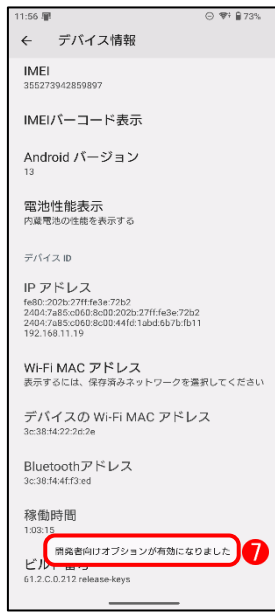 11:56
73%
← デバイス情報
IMEI
355273942859897
IMEIバーコード表示
Android バージョン
13
電池性能表示
内蔵電池の性能を表示する
デバイス ID
IP アドレス
fe80::202b:27ff:fe3e:72b2
2404:7a85:c060:8c00:202b:27ff:fe3e:72b2
2404:7a85:c060:8c00:44fd:1abd:6b7b:fb11
192.168.11.19
Wi-Fi MAC アドレス
表示するには、保存済みネットワークを選択してください
デバイスの Wi-Fi MAC アドレス
3c:38:f4:22:2d:2e
Bluetoothアドレス
3c:38:f4:4f:f3:ed
稼働時間
1:03:15
開発者向けオプションが有効になりました
7
61.2.C.0.212 release-keys